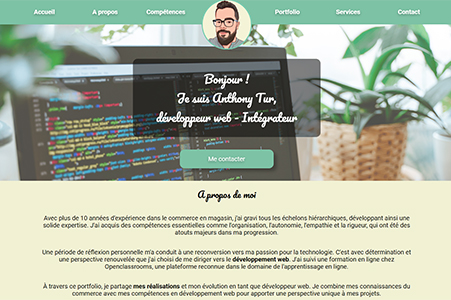 Accueil A propos Compétences Portfolio Services Contact
Bonjour !
Je suis Anthony Tur,
développeur web - Intégrateur
Me contacter
A propos de moi
Avec plus de 10 années d'expérience dans le commerce en magasin, j'ai gravi tous les échelons hiérarchiques, développant ainsi une
solide expertise. J'ai acquis des compétences essentielles comme l'organisation, l'autonomie, l'empathie et la rigueur, qui ont été des
atouts majeurs dans ma progression.
Une période de réflexion personnelle m'a conduit à une reconversion vers ma passion pour la technologie. C'est avec détermination et
une perspective renouvelée que j'ai choisi de me diriger vers le développement web. J'ai suivi une formation en ligne chez
Openclassrooms, une plateforme reconnue dans le domaine de l'apprentissage en ligne.
À travers ce portfolio, je partage mes réalisations et mon évolution en tant que développeur web. Je combine mes connaissances du
commerce avec mes compétences en développement web pour apporter une perspective unique à mes projets.